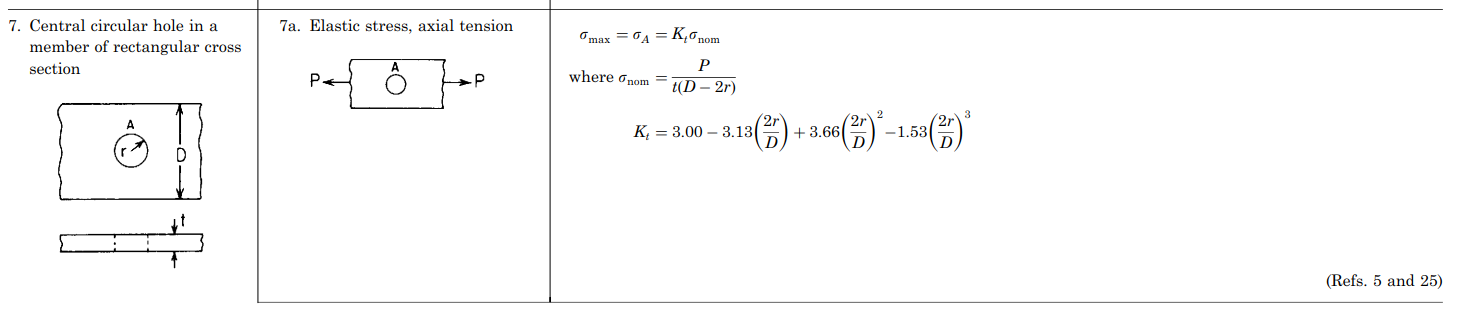 7. Central circular hole in a
member of rectangular cross
section
A
r
D
t
7a. Elastic stress, axial tension
P
A
P
σmax = σA = Ktσnom
where σnom = P / t(D − 2r)
Kt = 3.00 − 3.13(2r/D) + 3.66(2r/D)² −1.53(2r/D)³
(Refs. 5 and 25)